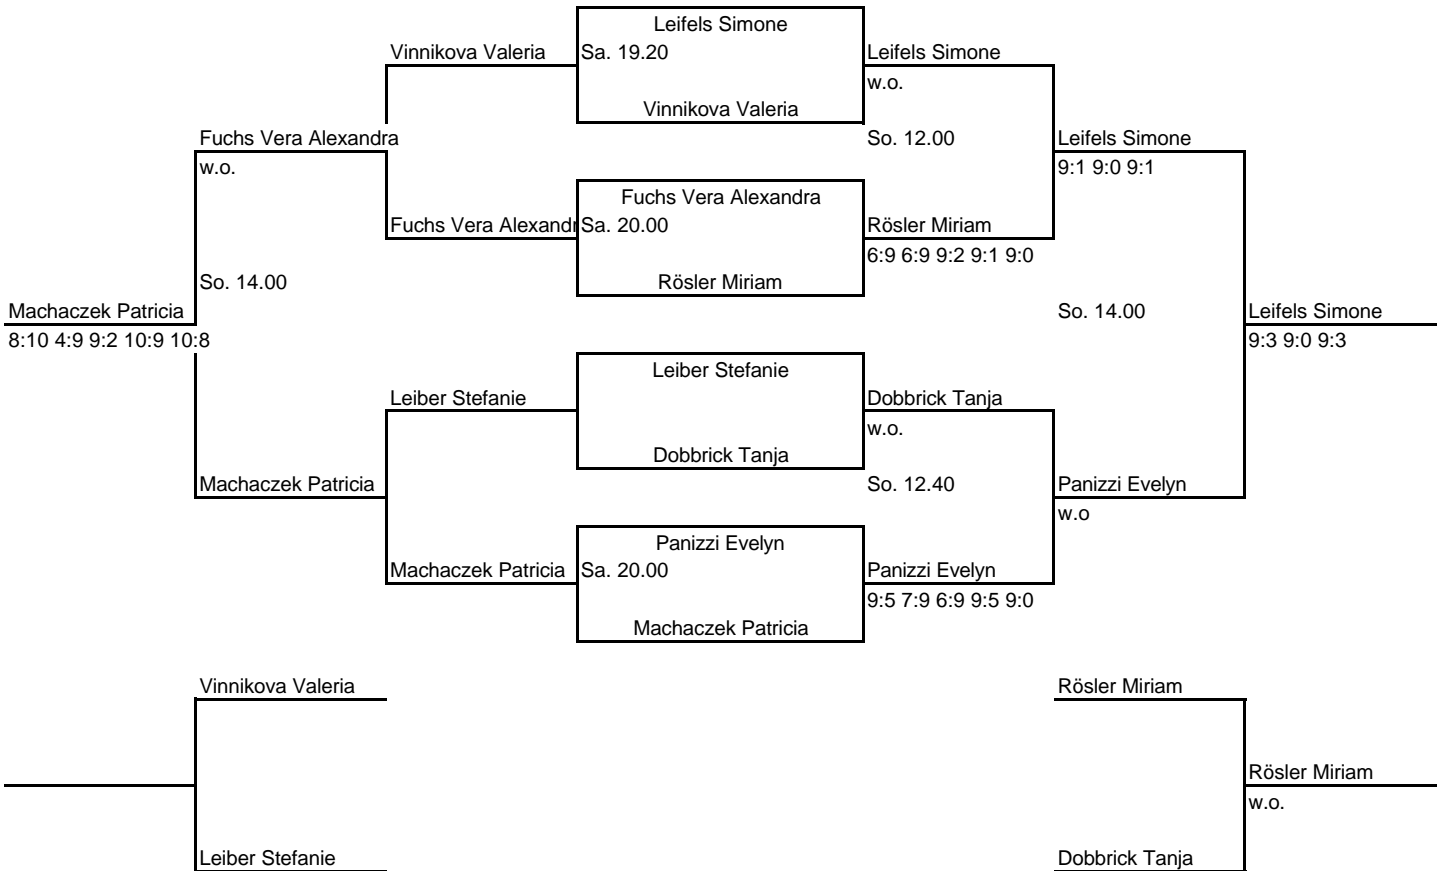 Leifels Simone
Vinnikova Valeria
Sa. 19.20
Leifels Simone
w.o.
Vinnikova Valeria
Fuchs Vera Alexandra
So. 12.00
Leifels Simone
w.o.
9:1 9:0 9:1
Fuchs Vera Alexandra
Fuchs Vera Alexandr
Sa. 20.00
Rösler Miriam
6:9 6:9 9:2 9:1 9:0
So. 14.00
Rösler Miriam
Machaczek Patricia
So. 14.00
Leifels Simone
8:10 4:9 9:2 10:9 10:8
9:3 9:0 9:3
Leiber Stefanie
Leiber Stefanie
Dobbrick Tanja
w.o.
Dobbrick Tanja
Machaczek Patricia
So. 12.40
Panizzi Evelyn
w.o
Panizzi Evelyn
Machaczek Patricia
Sa. 20.00
Panizzi Evelyn
9:5 7:9 6:9 9:5 9:0
Machaczek Patricia
Vinnikova Valeria
Rösler Miriam
Rösler Miriam
w.o.
Leiber Stefanie
Dobbrick Tanja